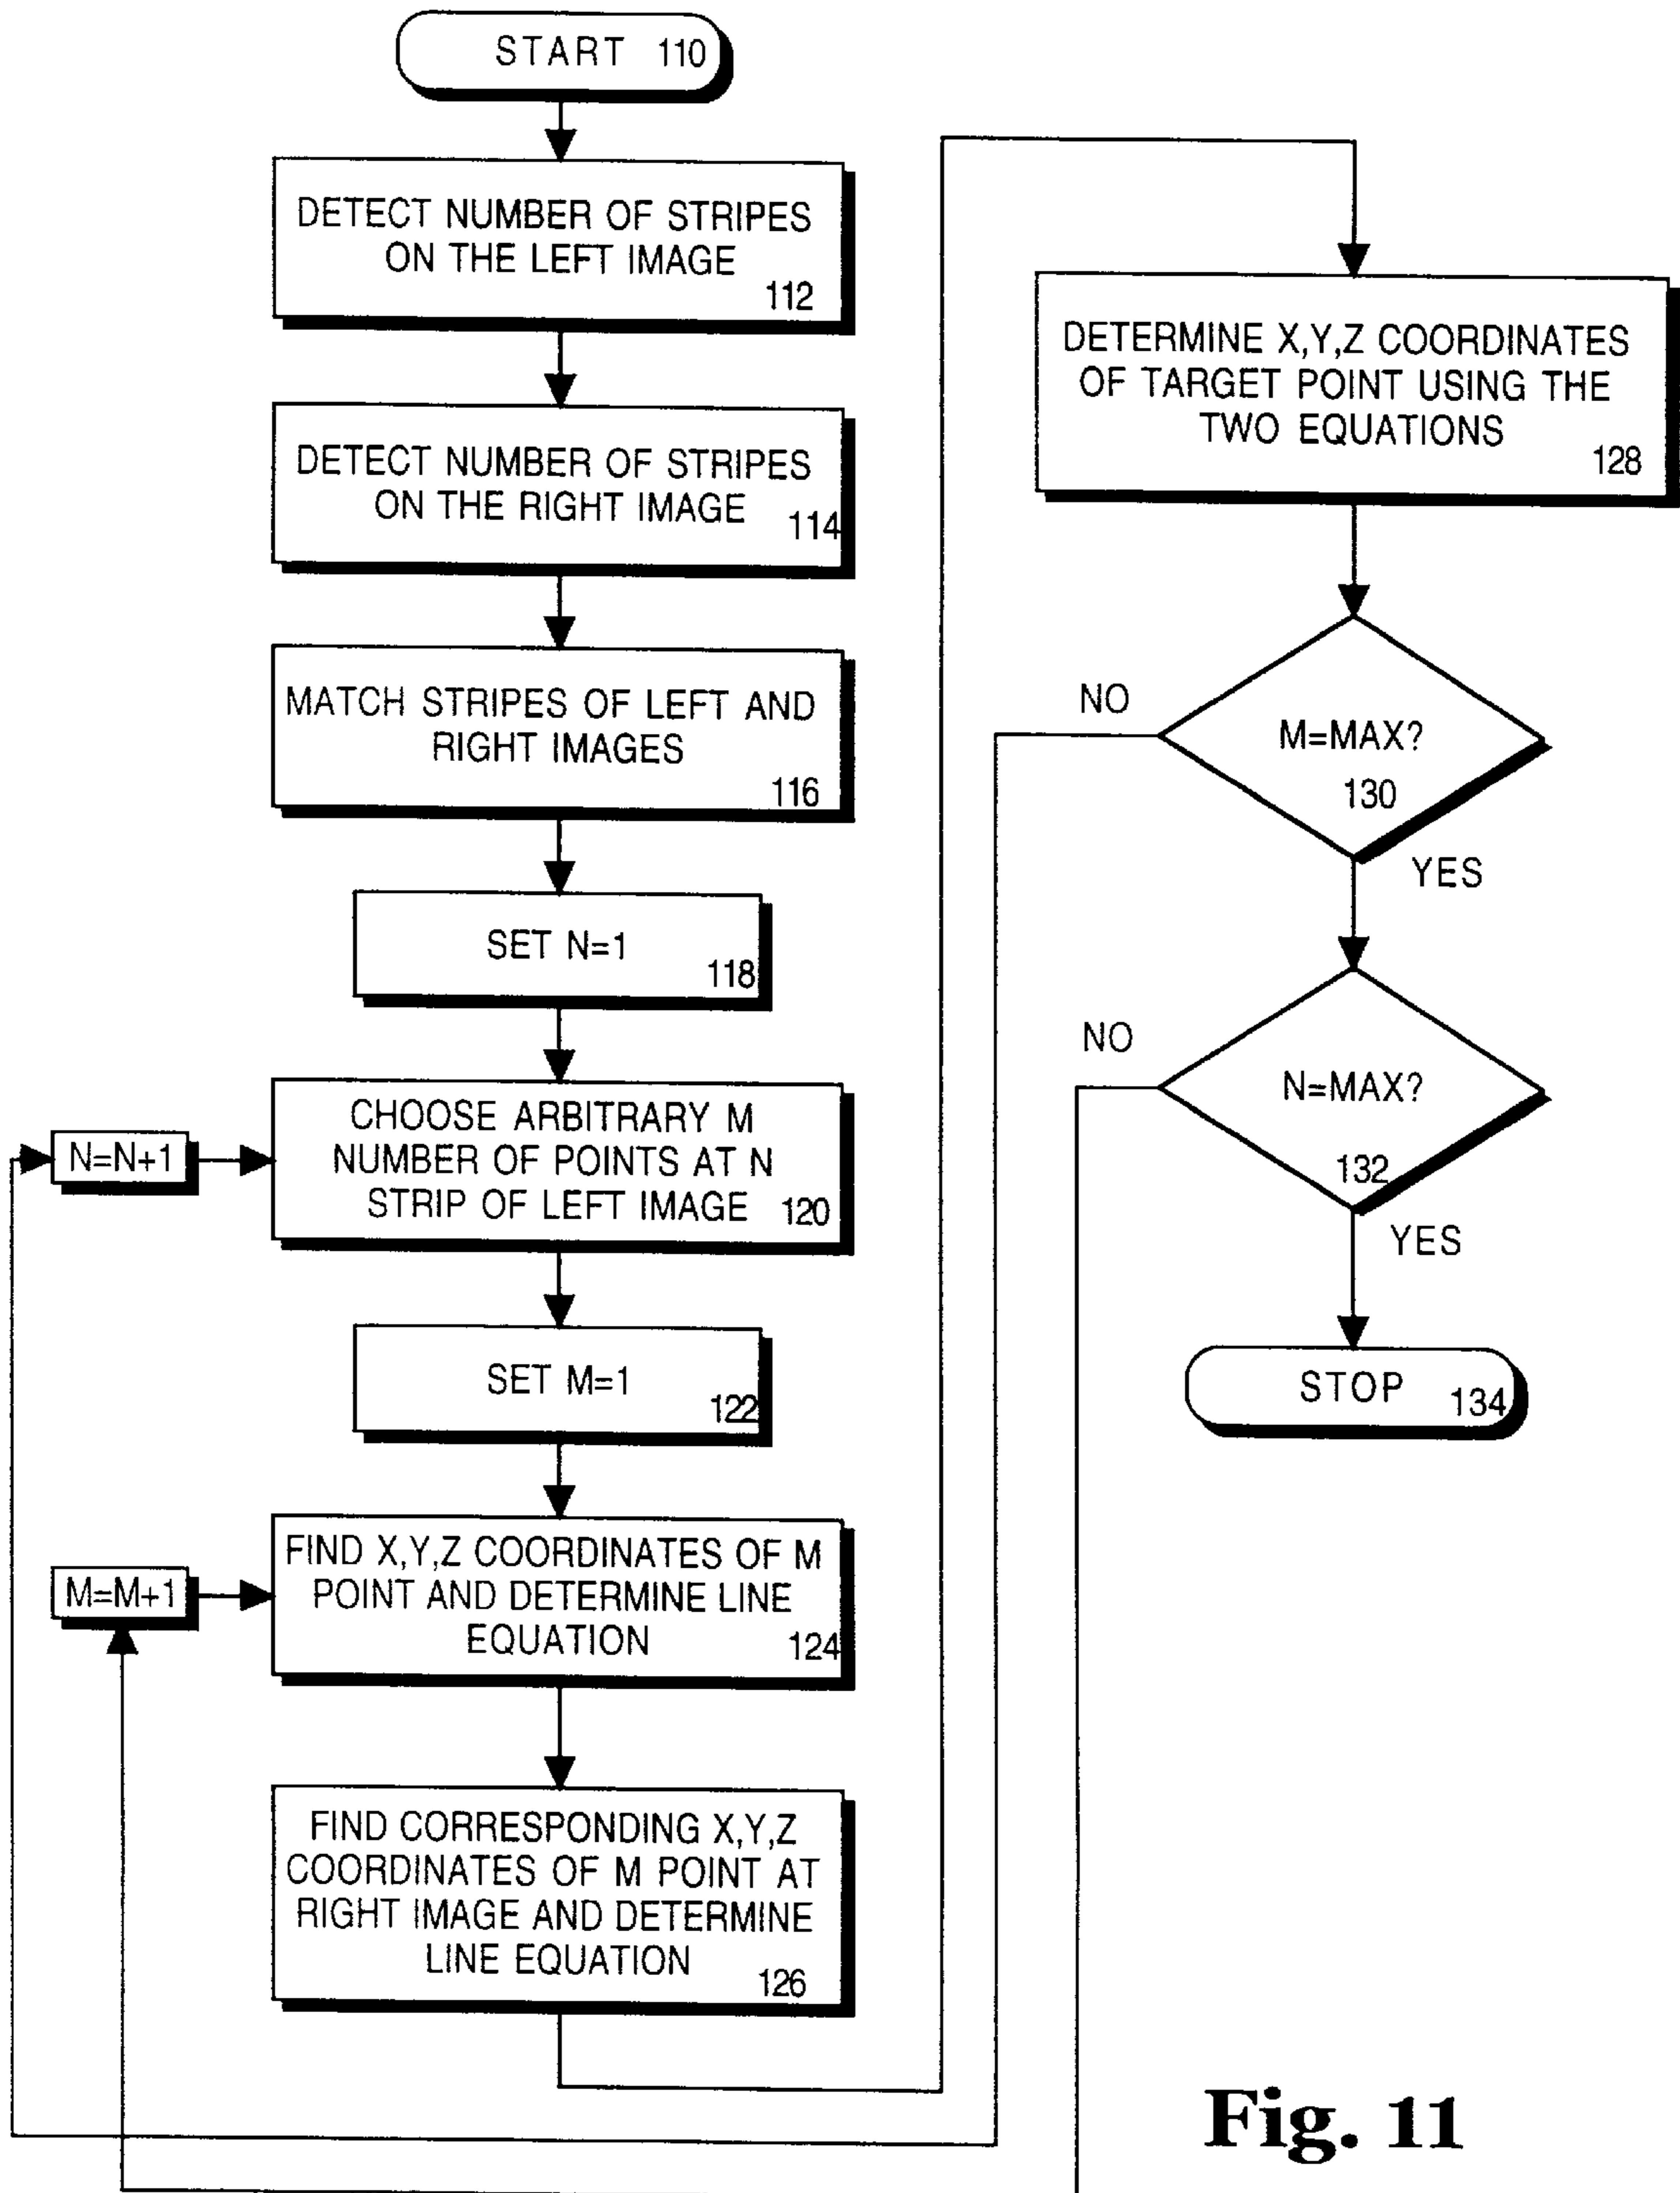 START 110
DETECT NUMBER OF STRIPES
ON THE LEFT IMAGE
112
DETECT NUMBER OF STRIPES
ON THE RIGHT IMAGE
114
MATCH STRIPES OF LEFT AND
RIGHT IMAGES
116
SET N=1
118
N=N+1
CHOOSE ARBITRARY M
NUMBER OF POINTS AT N
STRIP OF LEFT IMAGE 120
SET M=1
122
M=M+1
FIND X,Y,Z COORDINATES OF M
POINT AND DETERMINE LINE
EQUATION 124
FIND CORRESPONDING X,Y,Z
COORDINATES OF M POINT AT
RIGHT IMAGE AND DETERMINE
LINE EQUATION
126
DETERMINE X,Y,Z COORDINATES
OF TARGET POINT USING THE
TWO EQUATIONS
128
NO
M=MAX?
130
YES
NO
N=MAX?
132
YES
STOP 134
Fig. 11